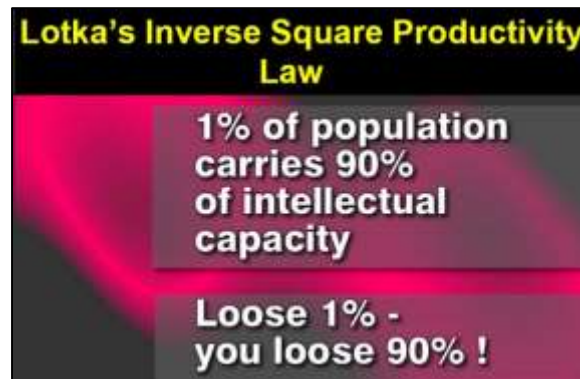 Lotka's Inverse Square Productivity
Law
1% of population
carries 90%
of intellectual
capacity
Loose 1% -
you loose 90% !